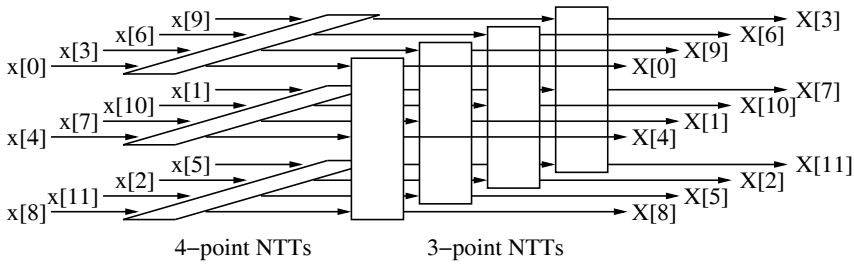 x[9] X[3]
x[6] X[6]
x[3] X[9]
x[0] X[0]
x[1] X[7]
x[10] X[10]
x[7] X[1]
x[4] X[4]
x[5] X[11]
x[2] X[2]
x[11] X[5]
x[8] X[8]
4−point NTTs 3−point NTTs